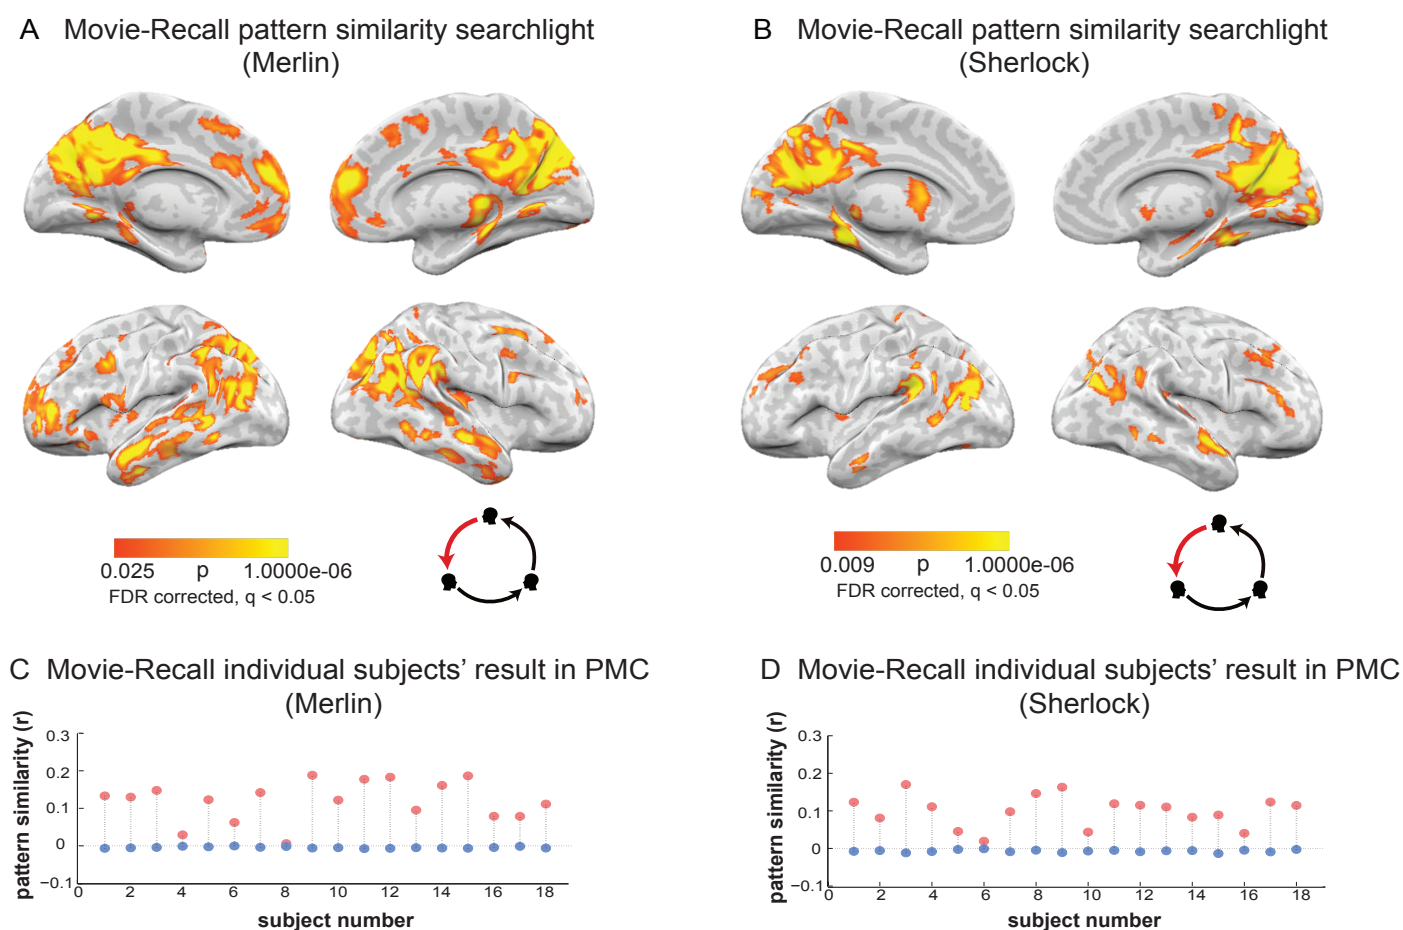 A Movie-Recall pattern similarity searchlight
(Merlin)
B Movie-Recall pattern similarity searchlight
(Sherlock)
0.025 p 1.0000e-06
FDR corrected, q < 0.05
0.009 p 1.0000e-06
FDR corrected, q < 0.05
C Movie-Recall individual subjects' result in PMC
(Merlin)
pattern similarity (r)
0.3
0.2
0.1
0
−0.1
0 2 4 6 8 10 12 14 16 18
subject number
D Movie-Recall individual subjects' result in PMC
(Sherlock)
pattern similarity (r)
0.3
0.2
0.1
0
−0.1
0 2 4 6 8 10 12 14 16 18
subject number